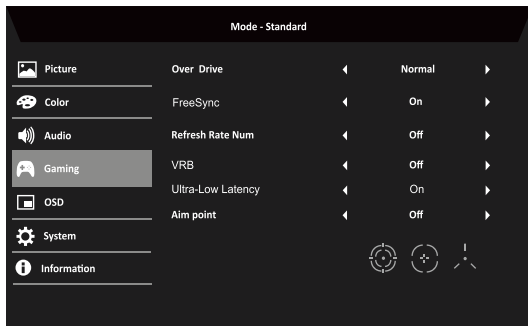 Mode - Standard
Picture
Color
Audio
Gaming
OSD
System
Information
Over Drive Normal
FreeSync On
Refresh Rate Num Off
VRB Off
Ultra-Low Latency On
Aim point Off